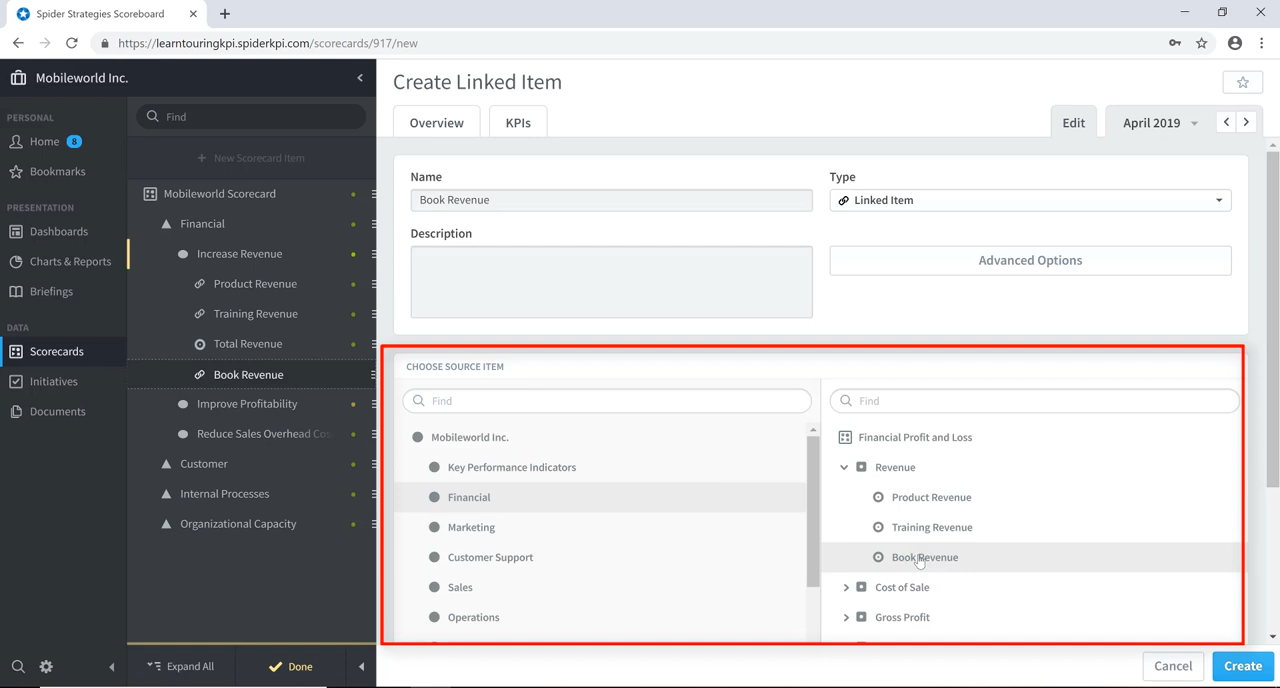 Spider Strategies Scoreboard
https://learntouringkpi.spiderkpi.com/scorecards/917/new
Mobileworld Inc.
PERSONAL
Home 8
Bookmarks
PRESENTATION
Dashboards
Charts & Reports
Briefings
DATA
Scorecards
Initiatives
Documents
Find
+ New Scorecard Item
Mobileworld Scorecard
Financial
Increase Revenue
Product Revenue
Training Revenue
Total Revenue
Book Revenue
Improve Profitability
Reduce Sales Overhead Cos
Customer
Internal Processes
Organizational Capacity
Expand All
Done
Create Linked Item
Overview
KPIs
Edit
April 2019
Name
Book Revenue
Type
Linked Item
Description
Advanced Options
CHOOSE SOURCE ITEM
Find
Mobileworld Inc.
Key Performance Indicators
Financial
Marketing
Customer Support
Sales
Operations
Find
Financial Profit and Loss
Revenue
Product Revenue
Training Revenue
Book Revenue
Cost of Sale
Gross Profit
Cancel
Create